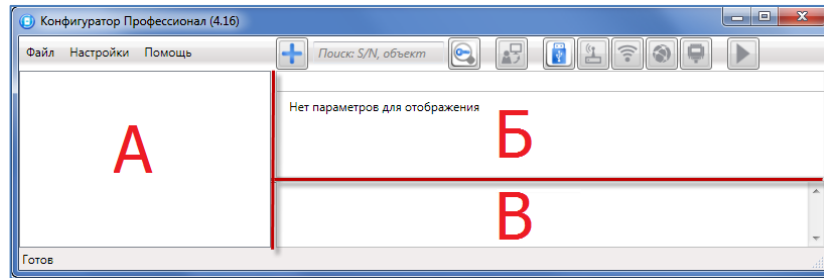 Конфигуратор Профессионал (4.16)
Файл Настройки Помощь Поиск: S/N, объект
Нет параметров для отображения
А
Б
В
Готов